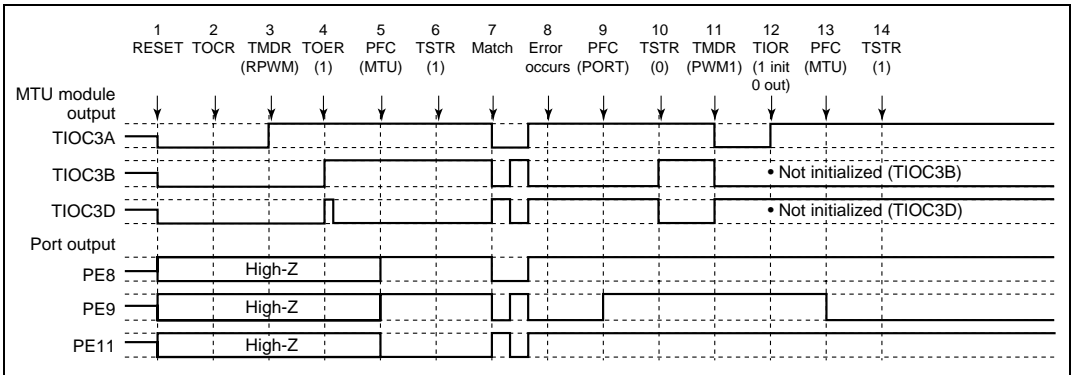 1 2 3 4 5 6 7 8 9 10 11 12 13 14
RESET TOCR TMDR TOER PFC TSTR Match Error PFC TSTR TMDR TIOR PFC TSTR
(RPWM) (1) (MTU) (1) occurs (PORT) (0) (PWM1) (1 init (MTU) (1)
0 out)
MTU module
output
TIOC3A
TIOC3B • Not initialized (TIOC3B)
TIOC3D • Not initialized (TIOC3D)
Port output
PE8 High-Z
PE9 High-Z
PE11 High-Z